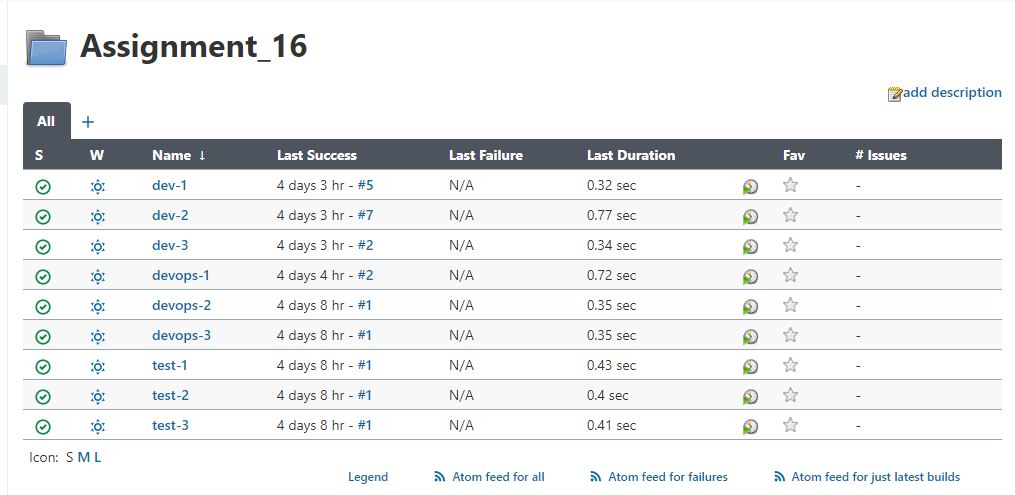 Assignment_16
add description
All +
S W Name ↓ Last Success Last Failure Last Duration Fav # Issues
dev-1 4 days 3 hr - #5 N/A 0.32 sec -
dev-2 4 days 3 hr - #7 N/A 0.77 sec -
dev-3 4 days 3 hr - #2 N/A 0.34 sec -
devops-1 4 days 4 hr - #2 N/A 0.72 sec -
devops-2 4 days 8 hr - #1 N/A 0.35 sec -
devops-3 4 days 8 hr - #1 N/A 0.35 sec -
test-1 4 days 8 hr - #1 N/A 0.43 sec -
test-2 4 days 8 hr - #1 N/A 0.4 sec -
test-3 4 days 8 hr - #1 N/A 0.41 sec -
Icon: S M L
Legend Atom feed for all Atom feed for failures Atom feed for just latest builds